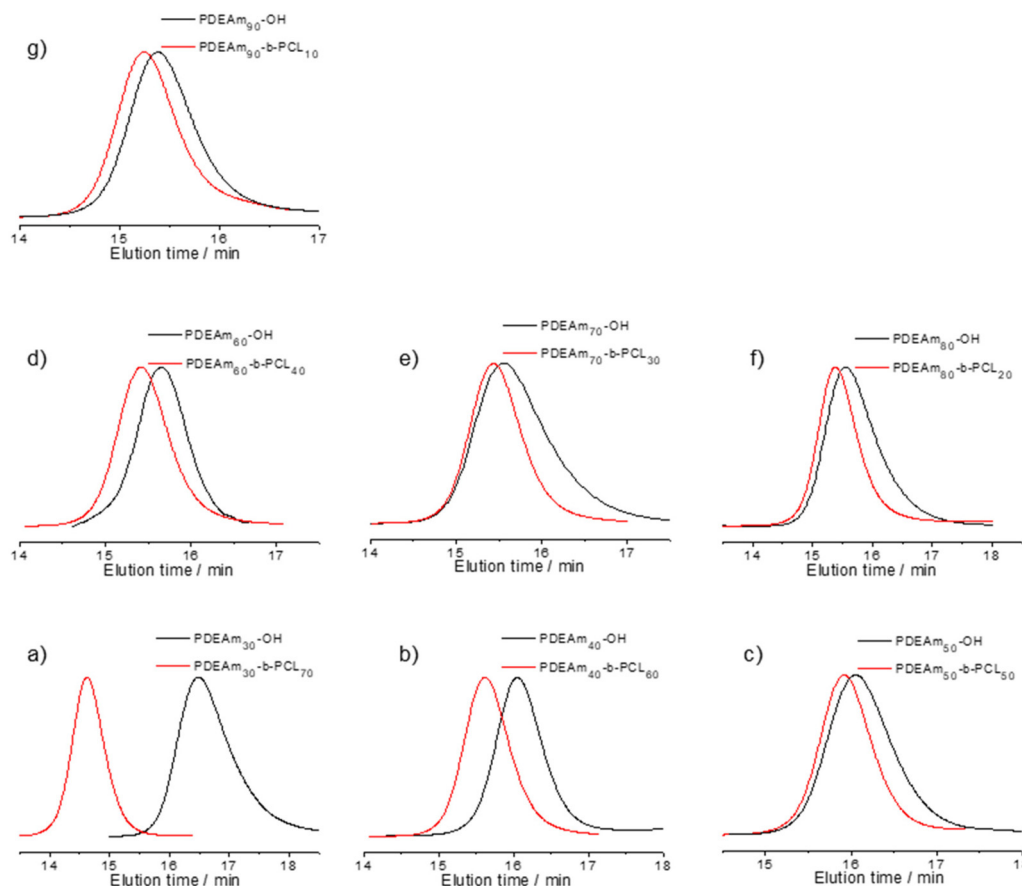 g)
PDEAm₉₀-OH
PDEAm₉₀-b-PCL₁₀
14 15 16 17
Elution time / min
d)
PDEAm₆₀-OH
PDEAm₆₀-b-PCL₄₀
14 15 16 17
Elution time / min
e)
PDEAm₇₀-OH
PDEAm₇₀-b-PCL₃₀
14 15 16 17
Elution time / min
f)
PDEAm₈₀-OH
PDEAm₈₀-b-PCL₂₀
14 15 16 17 18
Elution time / min
a)
PDEAm₃₀-OH
PDEAm₃₀-b-PCL₇₀
14 15 16 17 18
Elution time / min
b)
PDEAm₄₀-OH
PDEAm₄₀-b-PCL₆₀
14 15 16 17 18
Elution time / min
c)
PDEAm₅₀-OH
PDEAm₅₀-b-PCL₅₀
15 16 17
Elution time / min